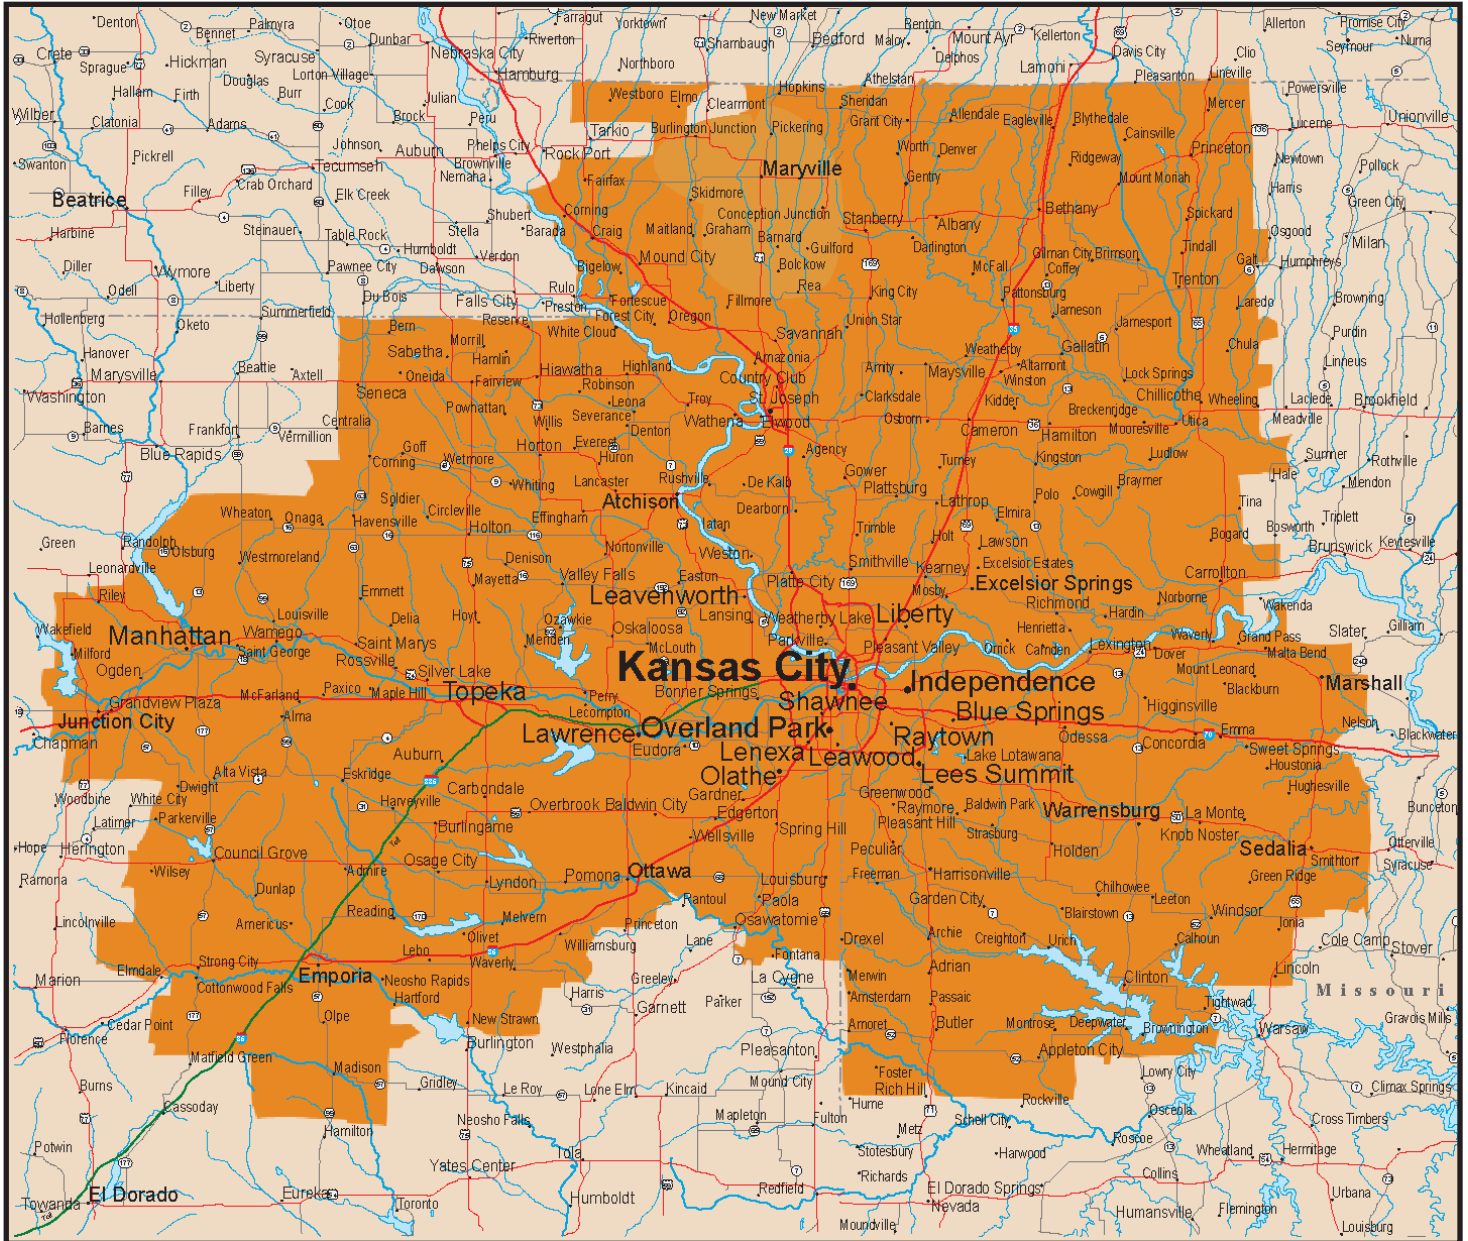 Denton
Palmyra
Otoe
Farragut
Yorktown
New Market
Benton
Allerton
Promise City
Crete
Bennet
Dunbar
Riverton
Shambaugh
Bedford
Maloy
Mount Ayr
Kellerton
Davis City
Clio
Seymour
Numa
Sprague
Hickman
Syracuse
Nebraska City
Northboro
Delphos
Lamoni
Douglas
Lorton Village
Hamburg
Hopkins
Athelstan
Pleasanton
Lineville
Powersville
Hallam
Firth
Burr
Cook
Julian
Westboro
Elmo
Clearmont
Sheridan
Mercer
Wilber
Clatonia
Adams
Brock
Peru
Tarkio
Burlington Junction
Pickering
Grant City
Allendale
Eagleville
Blythedale
Cainsville
Lucerne
Unionville
Swanton
Pickrell
Johnson
Auburn
Phelps City
Rock Port
Worth
Denver
Ridgeway
Princeton
Newtown
Pollock
Tecumseh
Brownville
Nemaha
Fairfax
Maryville
Gentry
Mount Moriah
Beatrice
Filley
Crab Orchard
Elk Creek
Skidmore
Harris
Green City
Shubert
Corning
Conception Junction
Stanberry
Albany
Bethany
Spickard
Harbine
Steinauer
Table Rock
Stella
Barada
Craig
Maitland
Graham
Barnard
Guilford
Darlington
Tindall
Osgood
Milan
Humboldt
Verdon
Mound City
Gilman City
Brimson
Galt
Humphreys
Diller
Wymore
Pawnee City
Dawson
Bigelow
Bolckow
McFall
Coffey
Trenton
Odell
Liberty
Du Bois
Falls City
Rulo
Preston
Fortescue
Fillmore
Rea
King City
Pattonsburg
Laredo
Browning
Hollenberg
Oketo
Summerfield
Bern
Reserve
White Cloud
Forest City
Oregon
Savannah
Union Star
Jameson
Jamesport
Purdin
Hanover
Sabetha
Morrill
Hamlin
Amazonia
Weatherby
Gallatin
Chula
Linneus
Marysville
Beattie
Axtell
Oneida
Fairview
Hiawatha
Highland
Country Club
Amity
Maysville
Altamont
Winston
Lock Springs
Washington
Seneca
Robinson
Leona
Troy
St. Joseph
Clarksdale
Kidder
Chillicothe
Wheeling
Laclede
Brookfield
Barnes
Frankfort
Vermillion
Centralia
Powhattan
Willis
Severance
Denton
Wathena
Elwood
Osborn
Cameron
Breckenridge
Hamilton
Mooresville
Utica
Meadville
Blue Rapids
Goff
Horton
Everest
Huron
Agency
Corning
Wetmore
Turney
Kingston
Ludlow
Sumner
Rothville
Whiting
Lancaster
Rushville
De Kalb
Gower
Plattsburg
Polo
Cowgill
Braymer
Hale
Mendon
Wheaton
Onaga
Soldier
Havensville
Circleville
Holton
Effingham
Atchison
Iatan
Dearborn
Lathrop
Elmira
Tina
Bosworth
Triplett
Green
Randolph
Olsburg
Westmoreland
Denison
Nortonville
Weston
Trimble
Holt
Lawson
Bogard
Brunswick
Keytesville
Leonardville
Mayetta
Valley Falls
Easton
Platte City
Smithville
Kearney
Excelsior Estates
Excelsior Springs
Carrollton
Riley
Emmett
Leavenworth
Mosby
Richmond
Norborne
Wakenda
Wakefield
Manhattan
Louisville
Wamego
Delia
Hoyt
Ozawkie
Oskaloosa
Lansing
Weatherby Lake
Liberty
Henrietta
Hardin
Slater
Gilliam
Milford
Saint George
Saint Marys
Rossville
Meriden
McLouth
Parkville
Pleasant Valley
Orrick
Camden
Lexington
Dover
Waverly
Grand Pass
Malta Bend
Ogden
Silver Lake
Kansas City
Mount Leonard
Grandview Plaza
McFarland
Paxico
Maple Hill
Topeka
Perry
Bonner Springs
Shawnee
Independence
Blackburn
Marshall
Junction City
Alma
Lecompton
Overland Park
Blue Springs
Higginsville
Nelson
Chapman
Auburn
Lawrence
Eudora
Lenexa
Leawood
Raytown
Lake Lotawana
Odessa
Concordia
Emma
Sweet Springs
Blackwater
Alta Vista
Dwight
Eskridge
Carbondale
Olathe
Lees Summit
Houstonia
Hughesville
Woodbine
White City
Harveyville
Overbrook
Baldwin City
Gardner
Greenwood
Raymore
Baldwin Park
Warrensburg
La Monte
Bunceton
Latimer
Parkerville
Burlingame
Edgerton
Wellsville
Spring Hill
Pleasant Hill
Strasburg
Knob Noster
Hope
Herington
Council Grove
Osage City
Peculiar
Holden
Sedalia
Smithton
Otterville
Syracuse
Ramona
Wilsey
Dunlap
Admire
Lyndon
Pomona
Ottawa
Louisburg
Freeman
Harrisonville
Chilhowee
Green Ridge
Lincolnville
Americus
Reading
Melvern
Rantoul
Paola
Garden City
Blairstown
Leeton
Windsor
Ionia
Olivet
Williamsburg
Princeton
Osawatomie
Archie
Creighton
Urich
Calhoun
Cole Camp
Stover
Marion
Elmdale
Strong City
Lebo
Waverly
Lane
Drexel
Lincoln
Cottonwood Falls
Emporia
Neosho Rapids
Hartford
Greeley
Fontana
La Cygne
Merwin
Adrian
Clinton
Missouri
Harris
Garnett
Parker
Amsterdam
Passaic
Tightwad
Gravois Mills
Cedar Point
Olpe
New Strawn
Amoret
Butler
Montrose
Deepwater
Brownington
Warsaw
Florence
Matfield Green
Burlington
Westphalia
Pleasanton
Appleton City
Madison
Mound City
Foster
Rich Hill
Lowry City
Climax Springs
Burns
Cassoday
Gridley
Le Roy
Lone Elm
Kincaid
Hume
Rockville
Osceola
Hamilton
Neosho Falls
Mapleton
Fulton
Metz
Schell City
Cross Timbers
Potwin
Yates Center
Iola
Stotesbury
Harwood
Roscoe
Wheatland
Hermitage
Richards
Collins
Towanda
El Dorado
Eureka
Toronto
Humboldt
Redfield
El Dorado Springs
Nevada
Urbana
Moundville
Humansville
Flemington
Louisburg